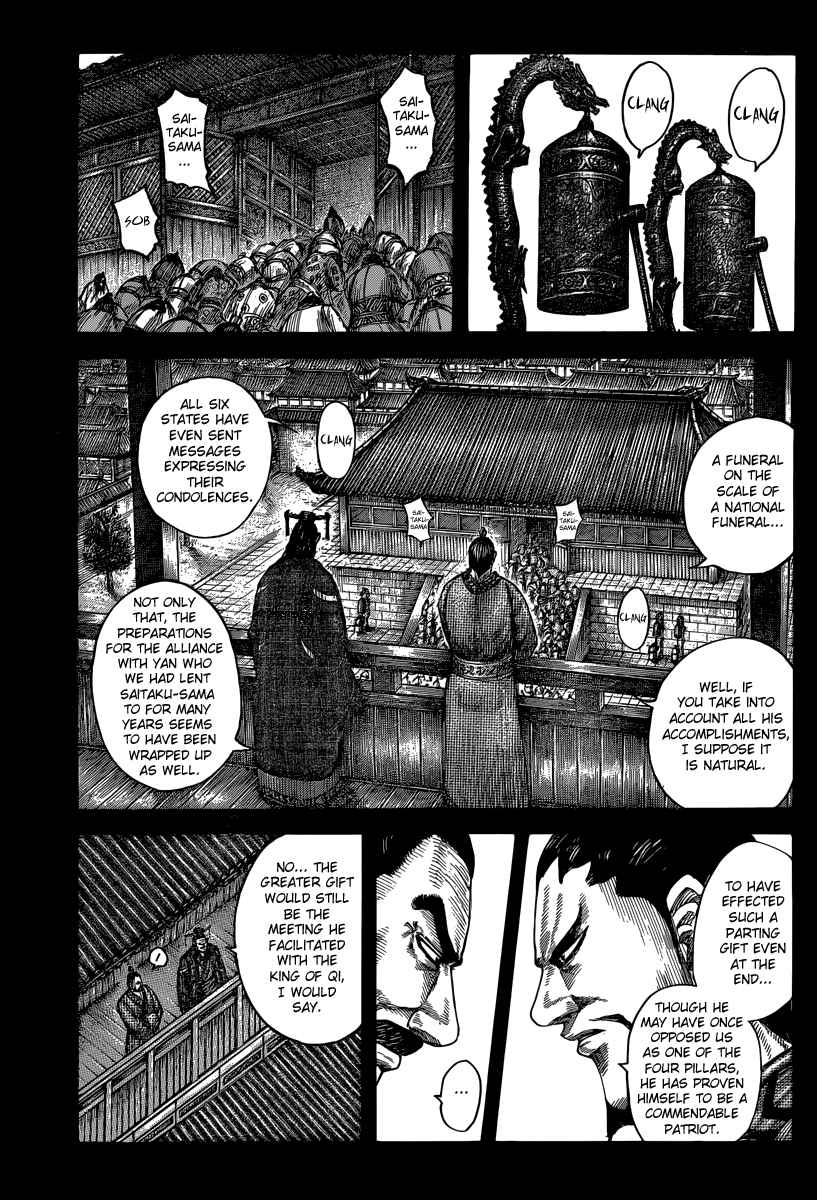 CLANG
CLANG
SAI-
TAKU-
SAMA
...
SAI-
TAKU-
SAMA
...
SOB
A FUNERAL
ON THE
SCALE OF
A NATIONAL
FUNERAL...
ALL SIX
STATES HAVE
EVEN SENT
MESSAGES
EXPRESSING
THEIR
CONDOLENCES.
CLANG
SAI-
TAKU-
SAMA
SAI-
TAKU-
SAMA
CLANG
WELL, IF
YOU TAKE INTO
ACCOUNT ALL HIS
ACCOMPLISHMENTS,
I SUPPOSE IT
IS NATURAL.
NOT ONLY
THAT, THE
PREPARATIONS
FOR THE ALLIANCE
WITH YAN WHO
WE HAD LENT
SAITAKU-SAMA
TO FOR MANY
YEARS SEEMS
TO HAVE BEEN
WRAPPED UP
AS WELL.
TO HAVE
EFFECTED
SUCH A
PARTING
GIFT EVEN
AT THE
END...
THOUGH HE
MAY HAVE ONCE
OPPOSED US
AS ONE OF THE
FOUR PILLARS,
HE HAS PROVEN
HIMSELF TO BE A
COMMENDABLE
PATRIOT.
...
NO... THE
GREATER GIFT
WOULD STILL
BE THE
MEETING HE
FACILITATED
WITH THE
KING OF QI,
I WOULD
SAY.
!